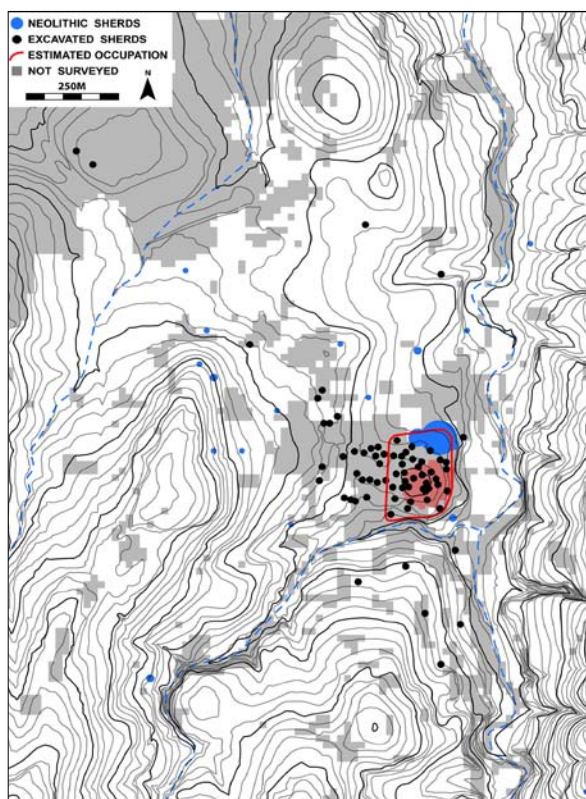 NEOLITHIC SHERDS
EXCAVATED SHERDS
ESTIMATED OCCUPATION
NOT SURVEYED
N
250M